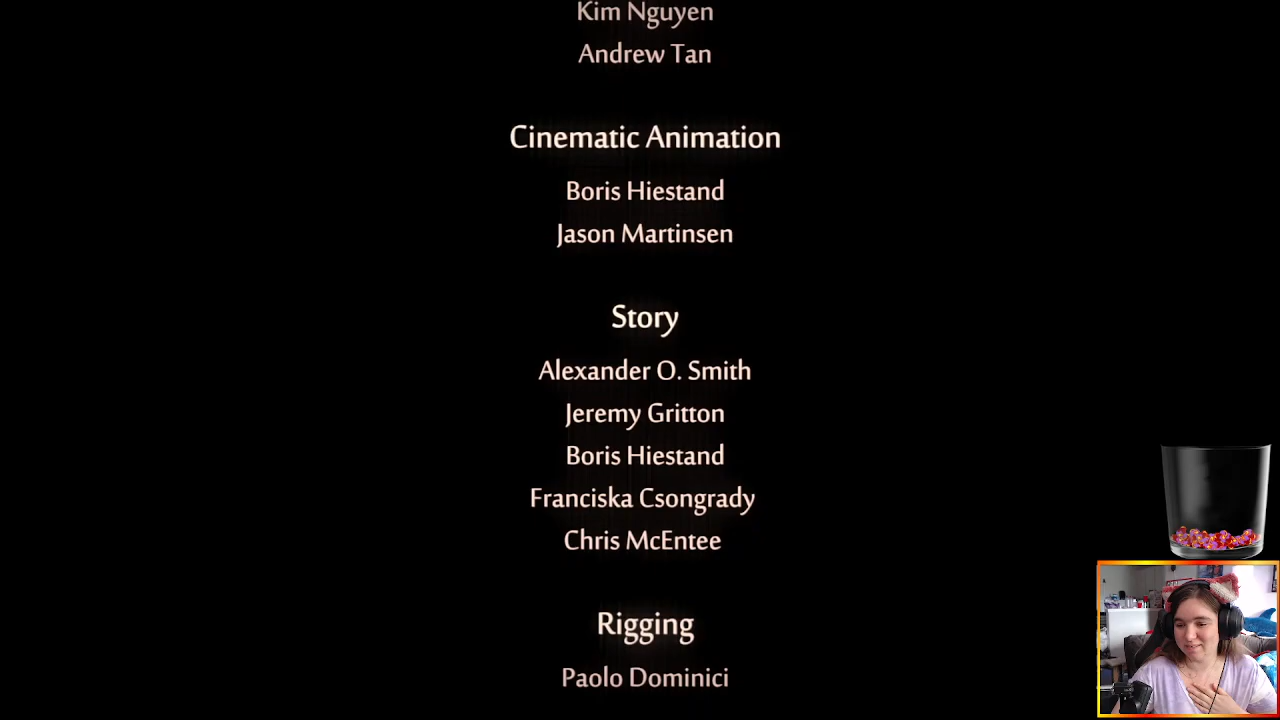 Kim Nguyen
Andrew Tan
Cinematic Animation
Boris Hiestand
Jason Martinsen
Story
Alexander O. Smith
Jeremy Gritton
Boris Hiestand
Franciska Csongrady
Chris McEntee
Rigging
Paolo Dominici